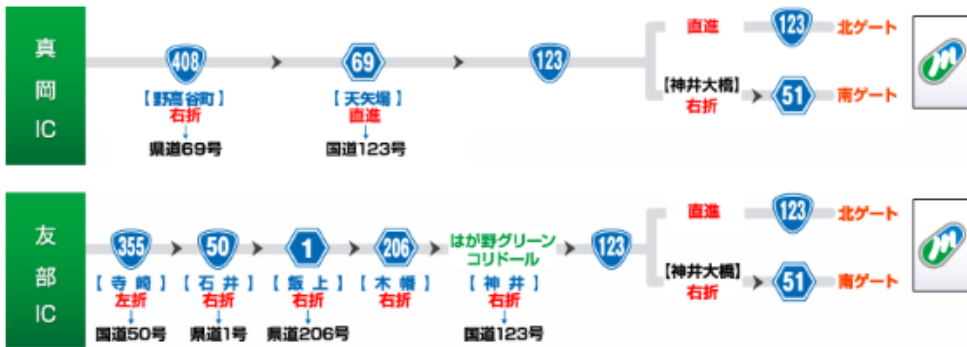 真岡IC
408
【野高谷町】
右折
県道69号
69
【天矢場】
直進
国道123号
123
直進
123
北ゲート
【神井大橋】
右折
51
南ゲート
友部IC
355
【寺崎】
左折
国道50号
50
【石井】
右折
県道1号
1
【飯上】
右折
県道206号
206
【木幡】
右折
はが野グリーン
コリドール
【神井】
右折
国道123号
123
直進
123
北ゲート
【神井大橋】
右折
51
南ゲート